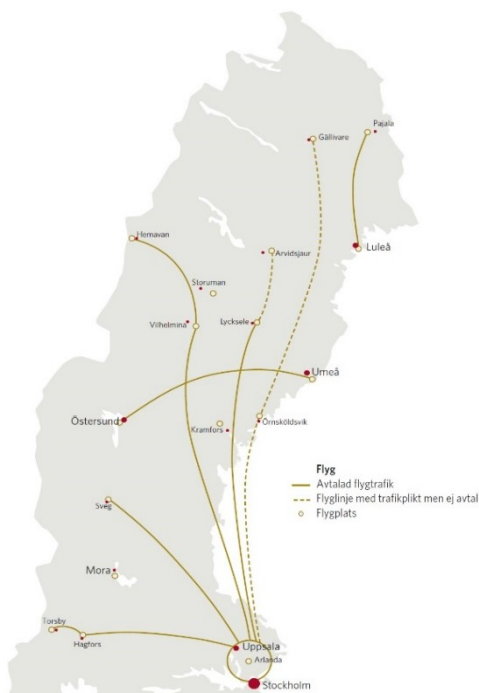 Pajala
Gällivare
Hemavan
Luleå
Arvidsjaur
Storuman
Vilhelmina
Lycksele
Umeå
Östersund
Örnsköldsvik
Kramfors
Flyg
Avtalad flygtrafik
Flyglinje med trafikplikt men ej avtal
Flygplats
Sveg
Mora
Torsby
Hagfors
Uppsala
Arlanda
Stockholm